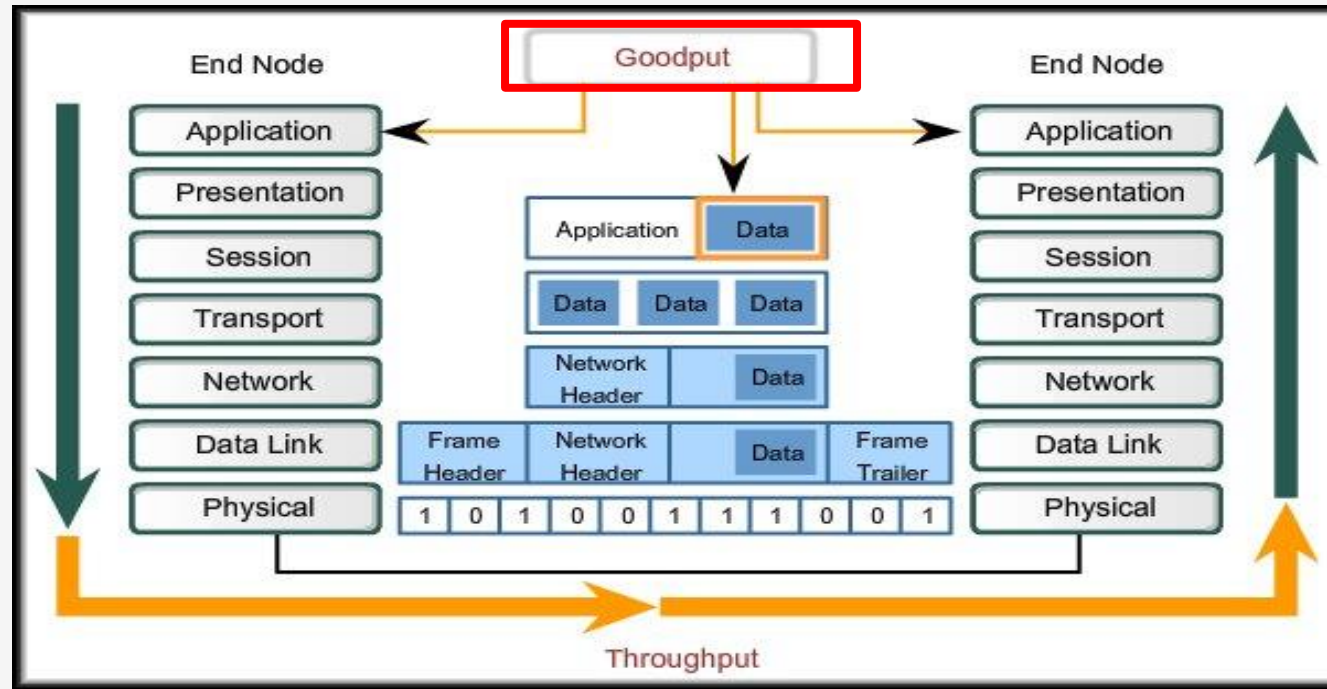 Goodput
End Node
End Node
Application
Application
Presentation
Presentation
Application Data
Session
Session
Data Data Data
Transport
Transport
Network
Header
Data
Network
Network
Frame
Header
Network
Header
Data
Frame
Trailer
Data Link
Data Link
Physical
1 0 1 0 0 1 1 1 0 0 1
Physical
Throughput